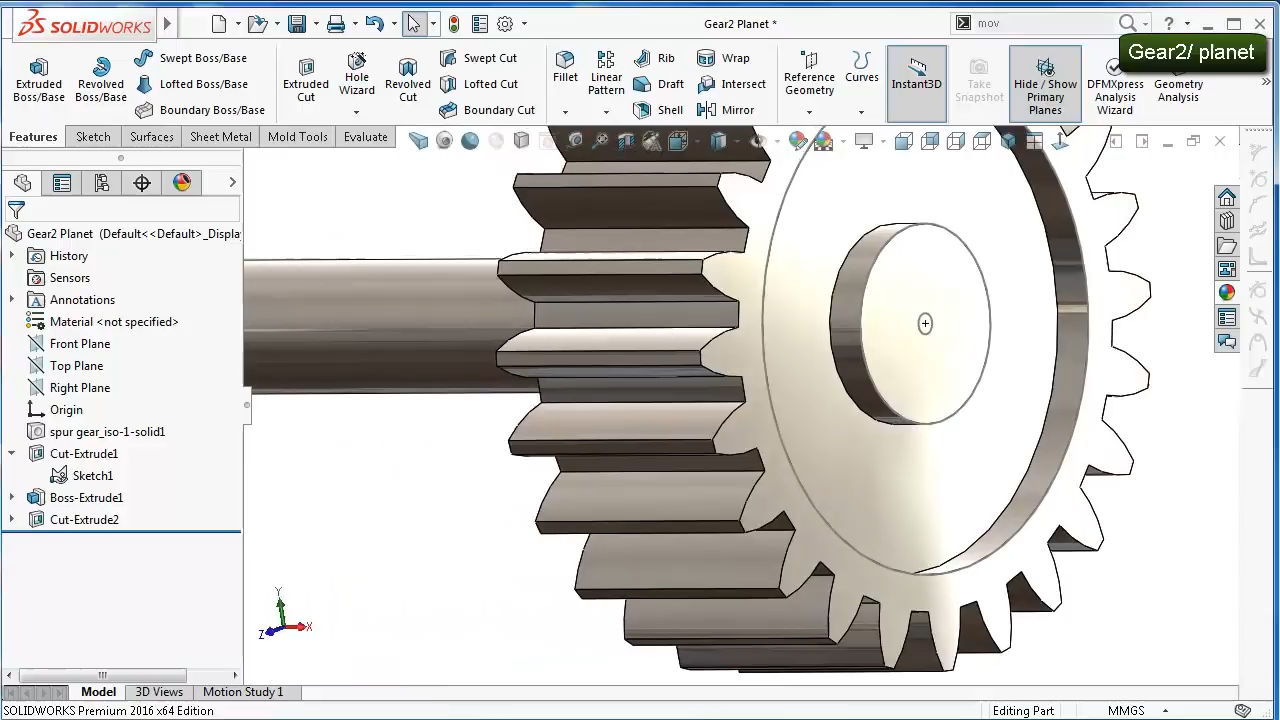 SOLIDWORKS
Gear2 Planet *
mov
?
Gear2/ planet
Extruded Boss/Base
Revolved Boss/Base
Swept Boss/Base
Lofted Boss/Base
Boundary Boss/Base
Extruded Cut
Hole Wizard
Revolved Cut
Swept Cut
Lofted Cut
Boundary Cut
Fillet
Linear Pattern
Rib
Draft
Shell
Wrap
Intersect
Mirror
Reference Geometry
Curves
Instant3D
Take Snapshot
Hide / Show Primary Planes
DFMXpress Analysis Wizard
Geometry Analysis
Features
Sketch
Surfaces
Sheet Metal
Mold Tools
Evaluate
Gear2 Planet (Default<<Default>_Displa
History
Sensors
Annotations
Material <not specified>
Front Plane
Top Plane
Right Plane
Origin
spur gear_iso-1-solid1
Cut-Extrude1
Sketch1
Boss-Extrude1
Cut-Extrude2
Y
Z
X
Model
3D Views
Motion Study 1
SOLIDWORKS Premium 2016 x64 Edition
Editing Part
MMGS